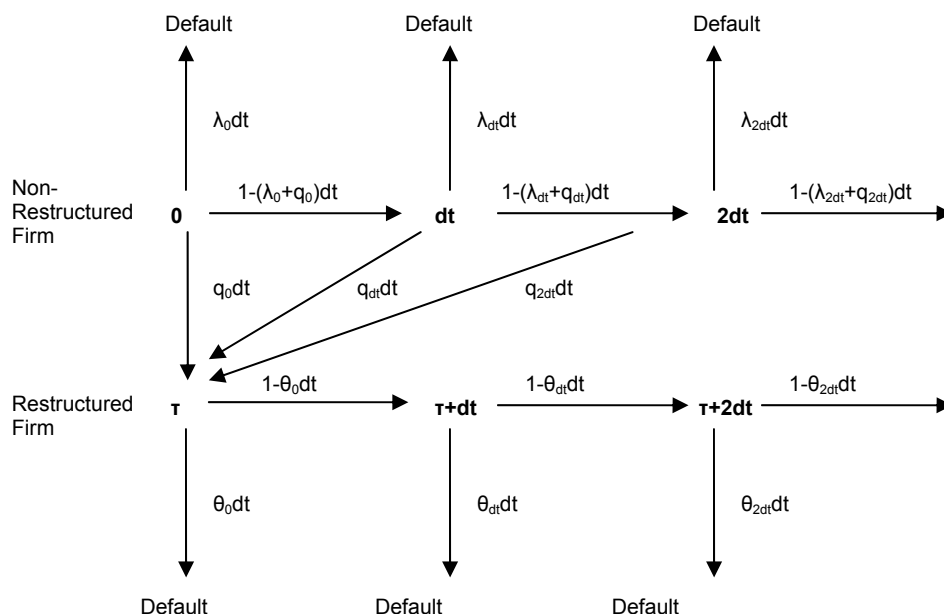 Default Default Default
λ0dt λdtdt λ2dtdt
Non-
Restructured
Firm
1-(λ0+q0)dt 1-(λdt+qdt)dt 1-(λ2dt+q2dt)dt
0 dt 2dt
q0dt qdtdt q2dtdt
1-θ0dt 1-θdtdt 1-θ2dtdt
Restructured
Firm
τ τ+dt τ+2dt
θ0dt θdtdt θ2dtdt
Default Default Default